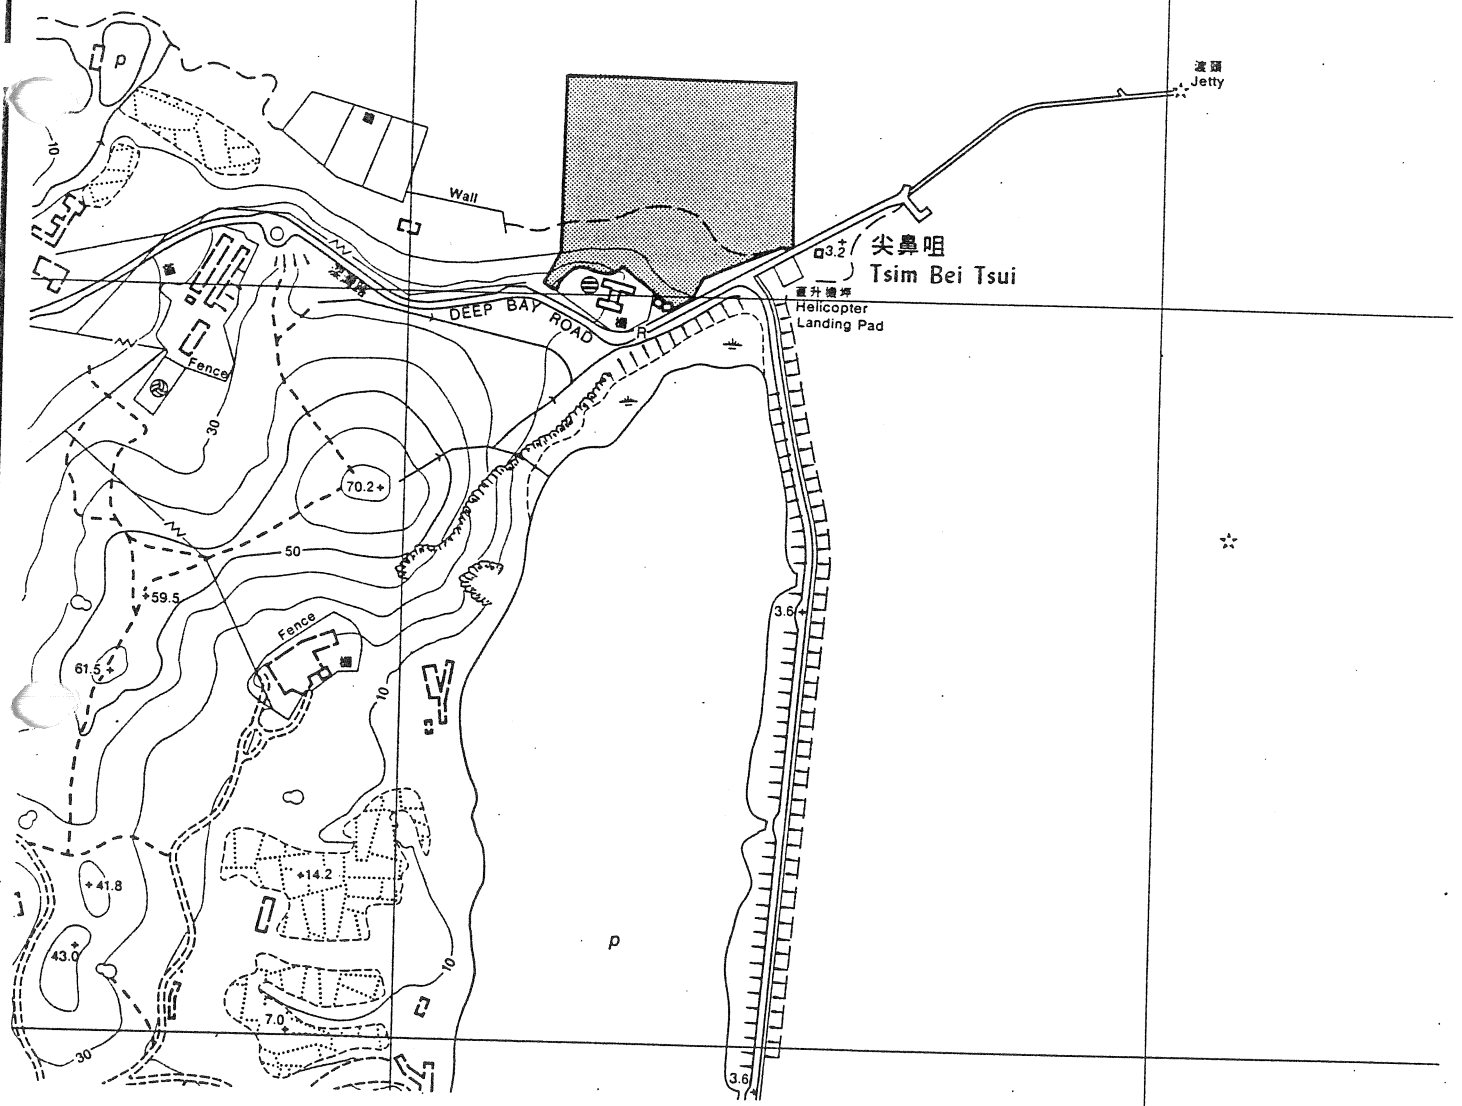 渡頭
Jetty
p
10
Wall
3.2
尖鼻咀
Tsim Bei Tsui
直升機坪
Helicopter
Landing Pad
DEEP BAY ROAD
R
Fence
30
70.2
50
59.5
3.6
Fence
61.5
10
14.2
41.8
p
43.0
10
7.0
30
3.6